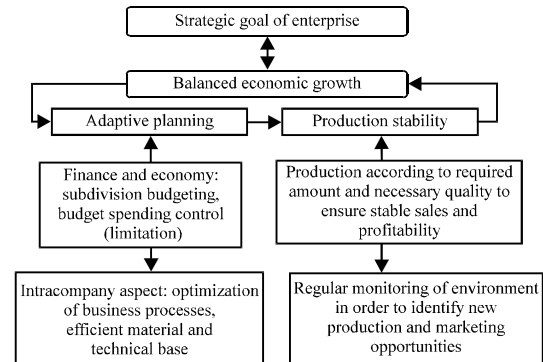 Strategic goal of enterprise
Balanced economic growth
Adaptive planning
Production stability
Finance and economy:
subdivision budgeting,
budget spending control
(limitation)
Production according to required
amount and necessary quality to
ensure stable sales and
profitability
Intracompany aspect: optimization
of business processes,
efficient material and
technical base
Regular monitoring of environment
in order to identify new
production and marketing
opportunities